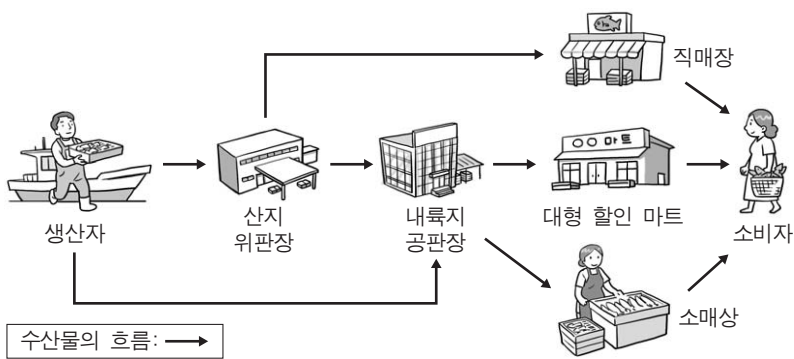 직매장
○○ 마트
생산자
산지
위판장
내륙지
공판장
대형 할인 마트
소비자
소매상
수산물의 흐름: